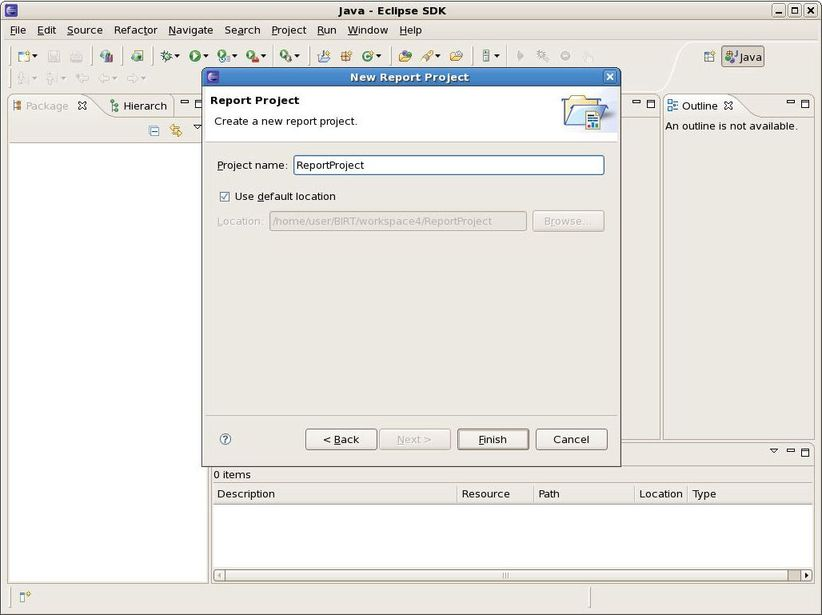 Java - Eclipse SDK
File Edit Source Refactor Navigate Search Project Run Window Help
Java
New Report Project
Package Hierarch
Report Project
Create a new report project.
Outline
An outline is not available.
Project name: ReportProject
Use default location
Location: /home/user/BIRT/workspace4/ReportProject Browse...
< Back Next > Finish Cancel
0 items
Description Resource Path Location Type